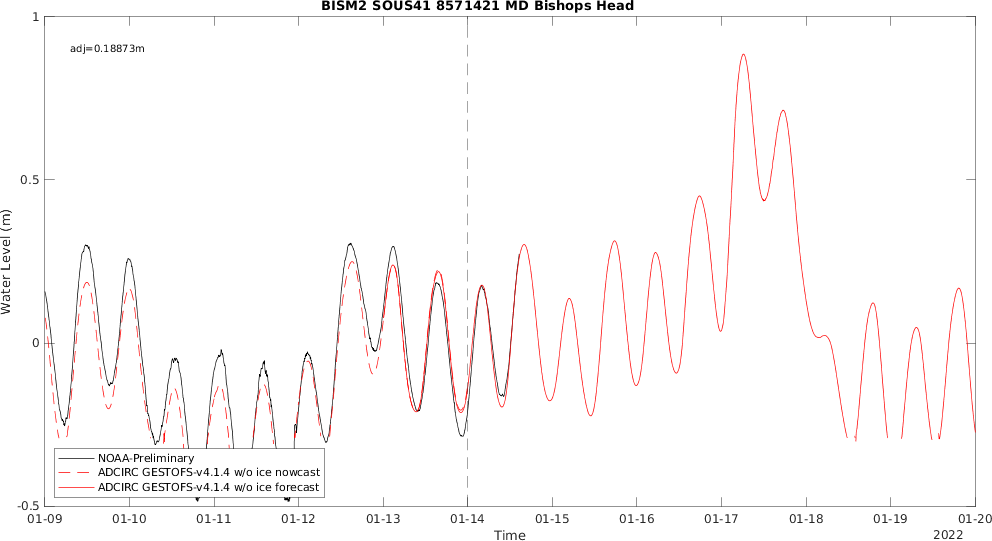 BISM2 SOUS41 8571421 MD Bishops Head
adj=0.18873m
1
0.5
0
-0.5
Water Level (m)
NOAA-Preliminary
ADCIRC GESTOFS-v4.1.4 w/o ice nowcast
ADCIRC GESTOFS-v4.1.4 w/o ice forecast
01-09 01-10 01-11 01-12 01-13 01-14 01-15 01-16 01-17 01-18 01-19 01-20
Time
2022